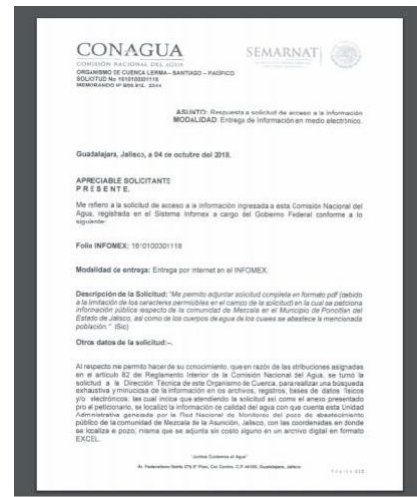 CONAGUA
COMISIÓN NACIONAL DEL AGUA
SEMARNAT
ORGANISMO DE CUENCA LERMA– SANTIAGO – PACÍFICO
SOLICITUD No 1610100301118
MEMORANDO Nº B00.812.
ASUNTO: Respuesta a solicitud de acceso a la información
MODALIDAD: Entrega de Información en medio electrónico.
Guadalajara, Jalisco, a 04 de octubre del 2018.
APRECIABLE SOLICITANTE
P R E S E N T E.
Me refiero a la solicitud de acceso a la información ingresada a esta Comisión Nacional del
Agua, registrada en el Sistema Infomex a cargo del Gobierno Federal conforme a lo
siguiente:
Folio INFOMEX: 1610100301118
Modalidad de entrega: Entrega por internet en el INFOMEX.
Descripción de la Solicitud: "Me permito adjuntar solicitud completa en formato pdf (debido
a la limitación de los caracteres permisibles en el campo de la solicitud) en la cual se peticiona
información pública respecto de la comunidad de Mezcala en el Municipio de Poncitlan del
Estado de Jalisco, así como de los cuerpos de agua de los cuales se abastece la mencionada
población." (Sic)
Otros datos de la solicitud:–.
Al respecto me permito hacer de su conocimiento, que en razón de las atribuciones asignadas
en el artículo 82 de Reglamento Interior de la Comisión Nacional del Agua, se turnó la
solicitud a la Dirección Técnica de este Organismo de Cuenca, para realizar una búsqueda
exhaustiva y minuciosa de la información en os archivos, registros, bases de datos físicos
y/o electrónicos; las cual indica que atendiendo la solicitud así como el anexo presentado
pro el peticionario, se localizó la información de calidad del agua con que cuenta esta Unidad
Administrativa generada por la Red Nacional de Monitoreo del pozo de abastecimiento
público de la comunidad de Mezcala de la Asunción, Jalisco, con las coordenadas en donde
se localiza el pozo; misma que se adjunta sin costo alguno en un archivo digital en formato
EXCEL.
"Juntos Cuidamos el Agua"
Av. Federalismo Norte 275 2º Piso, Col Centro, C.P. 44100, Guadalajara, Jalisco